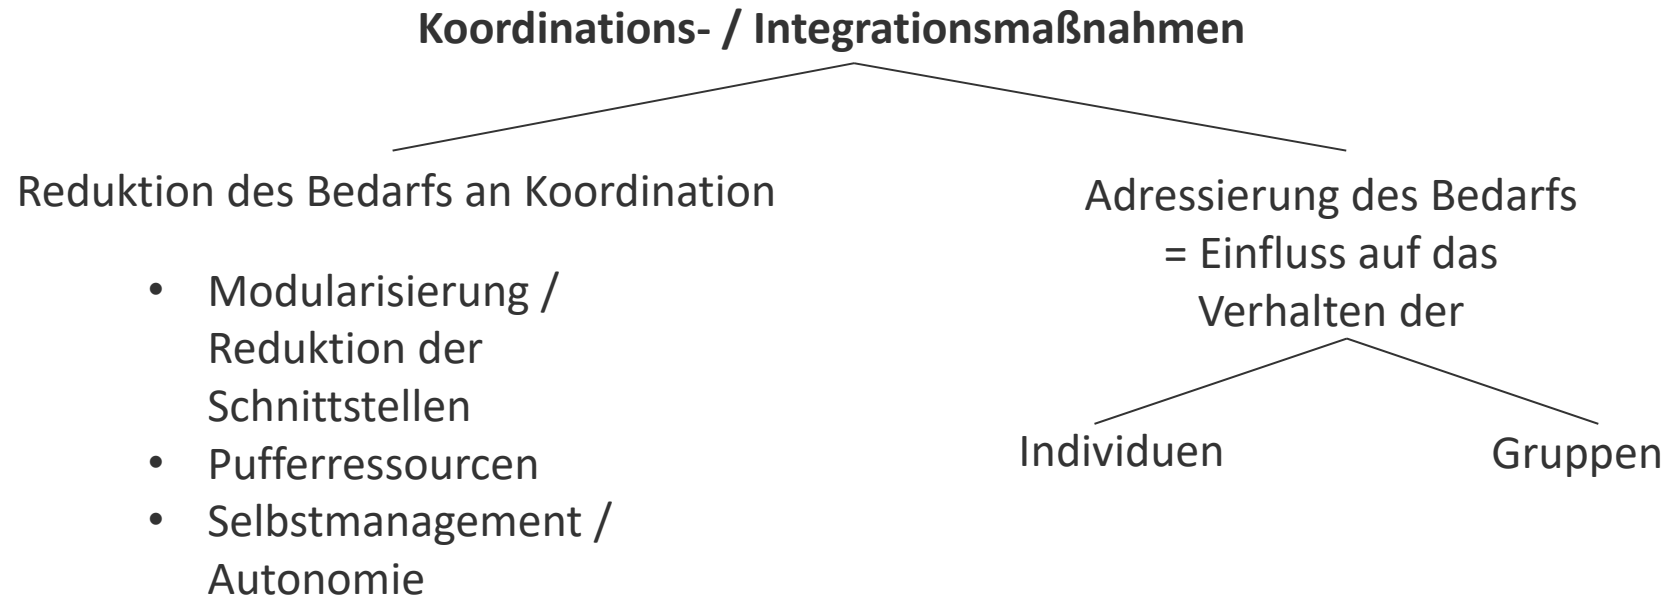 Koordinations- / Integrationsmaßnahmen
Reduktion des Bedarfs an Koordination
• Modularisierung /
Reduktion der
Schnittstellen
• Pufferressourcen
• Selbstmanagement /
Autonomie
Adressierung des Bedarfs
= Einfluss auf das
Verhalten der
Individuen
Gruppen